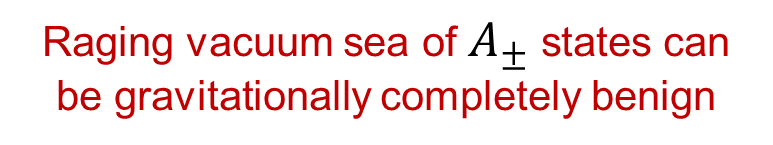 Raging vacuum sea of A± states can
be gravitationally completely benign